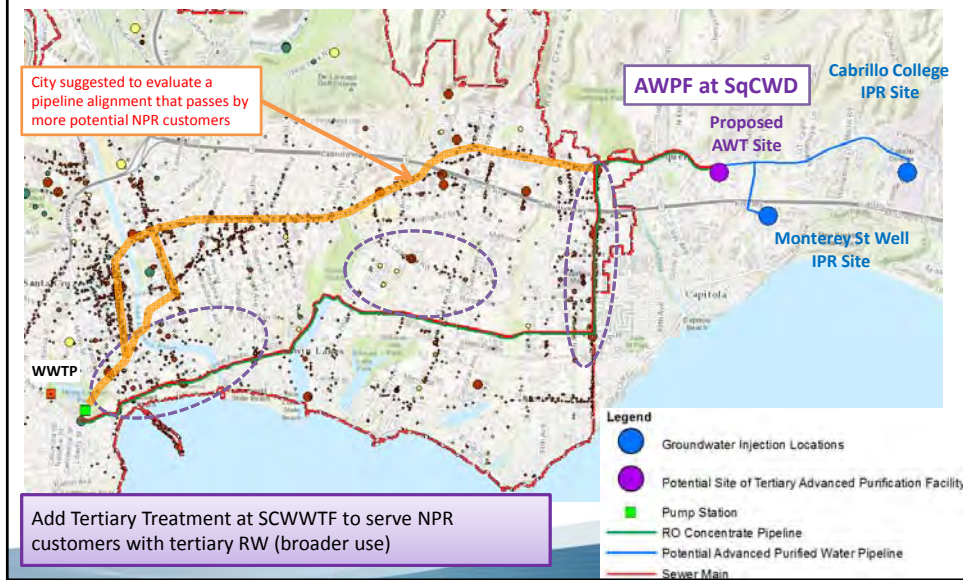 City suggested to evaluate a
pipeline alignment that passes by
more potential NPR customers
AWPF at SqCWD
Cabrillo College
IPR Site
Proposed
AWT Site
Monterey St Well
IPR Site
Capitola
WWTP
Add Tertiary Treatment at SCWWTF to serve NPR
customers with tertiary RW (broader use)
Legend
Groundwater Injection Locations
Potential Site of Tertiary Advanced Purification Facility
Pump Station
RO Concentrate Pipeline
Potential Advanced Purified Water Pipeline
Sewer Main